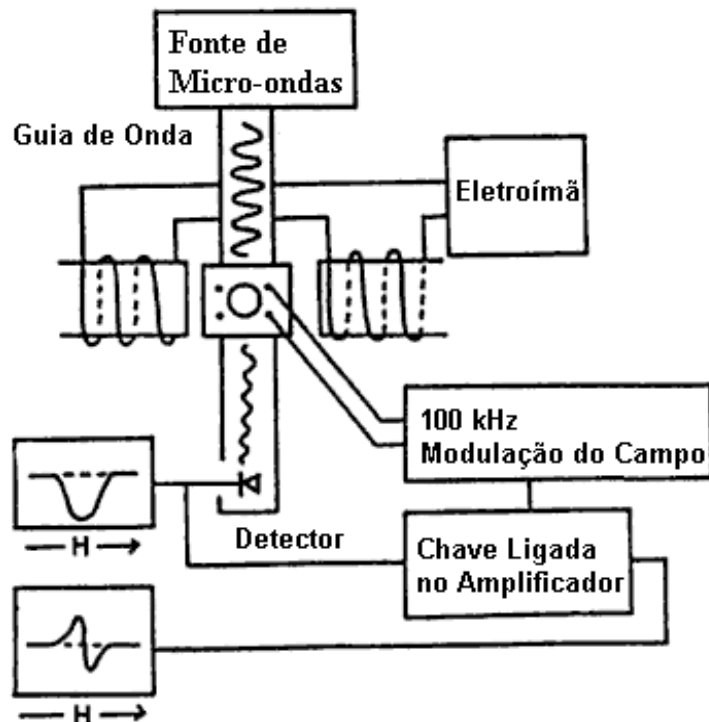 Fonte de
Micro-ondas
Guia de Onda
Eletroímã
100 kHz
Modulação do Campo
Detector
Chave Ligada
no Amplificador
H
H